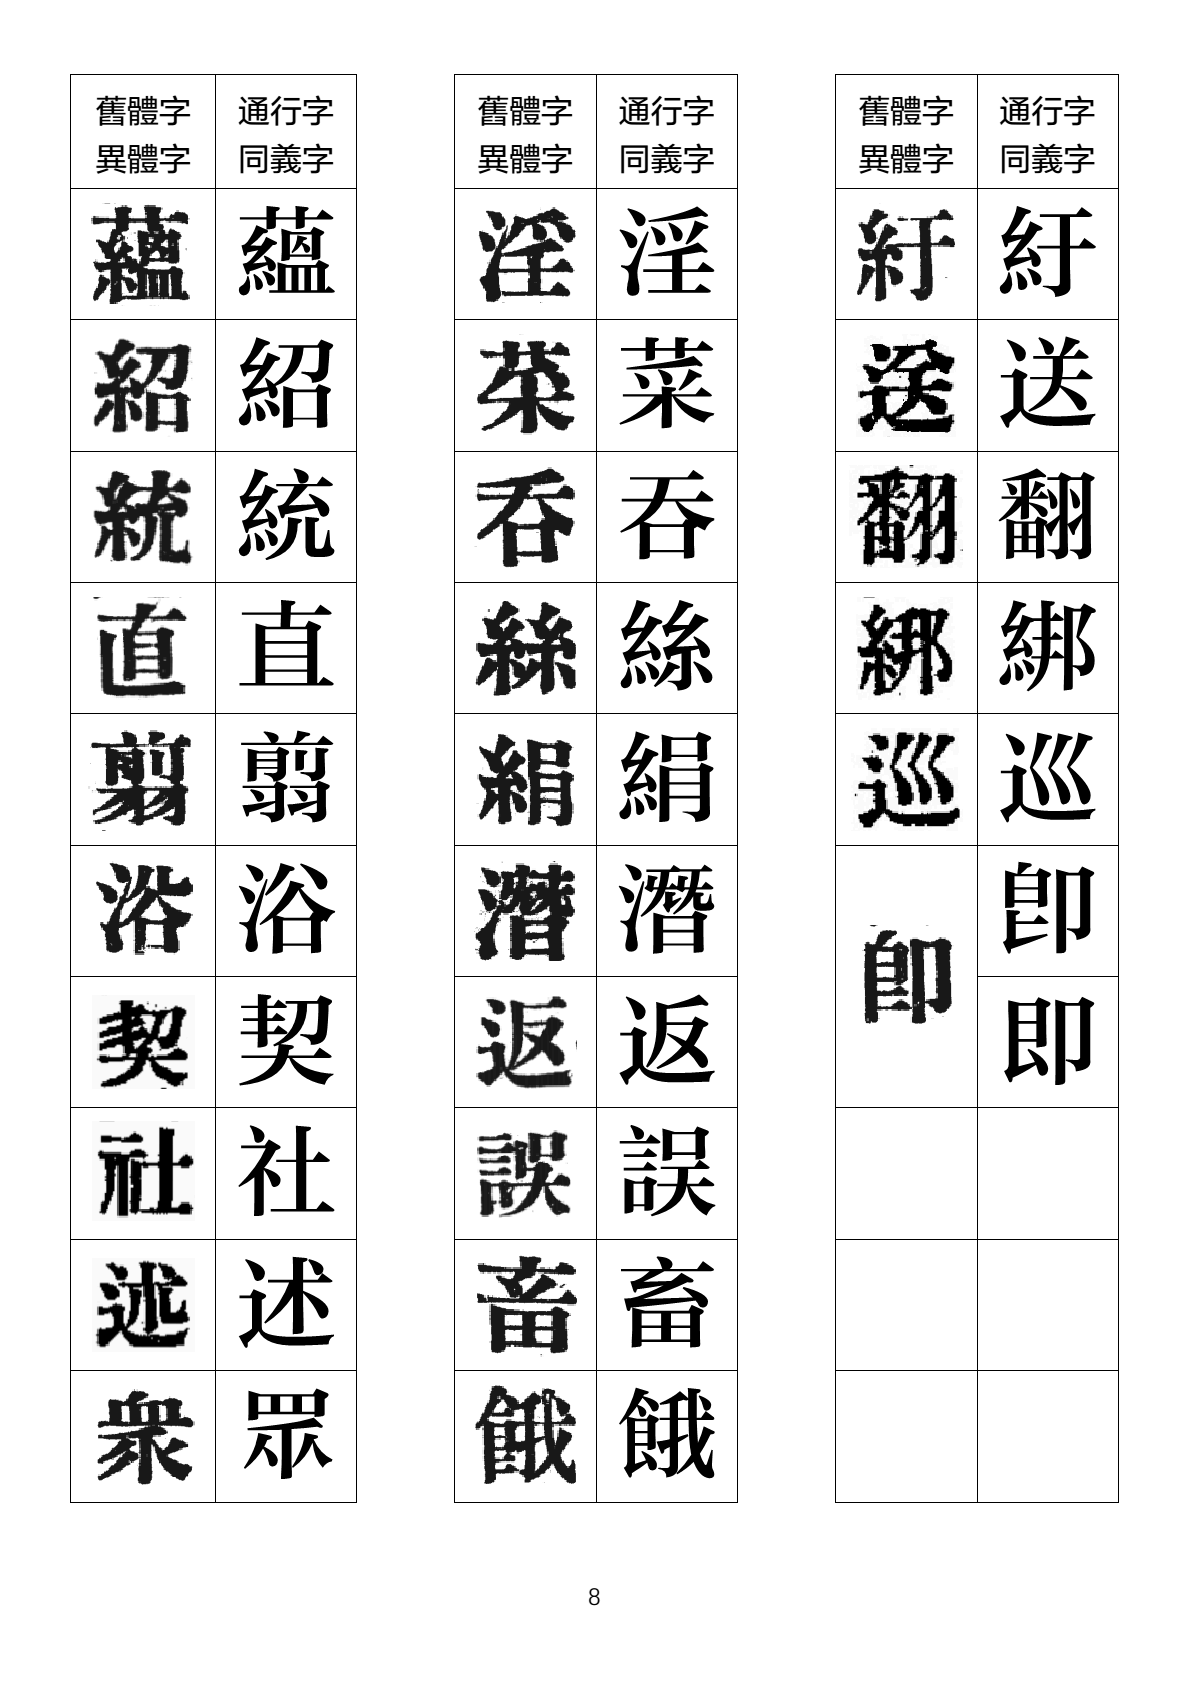 舊體字 通行字
異體字 同義字
蘊 蘊
紹 紹
統 統
直 直
翦 翦
浴 浴
契 契
社 社
述 述
衆 眾
舊體字 通行字
異體字 同義字
淫 淫
菜 菜
吞 吞
絲 絲
絹 絹
潛 潛
返 返
誤 誤
畜 畜
餓 餓
舊體字 通行字
異體字 同義字
紆 紆
送 送
翻 翻
綁 綁
巡 巡
卽 卽
即
8